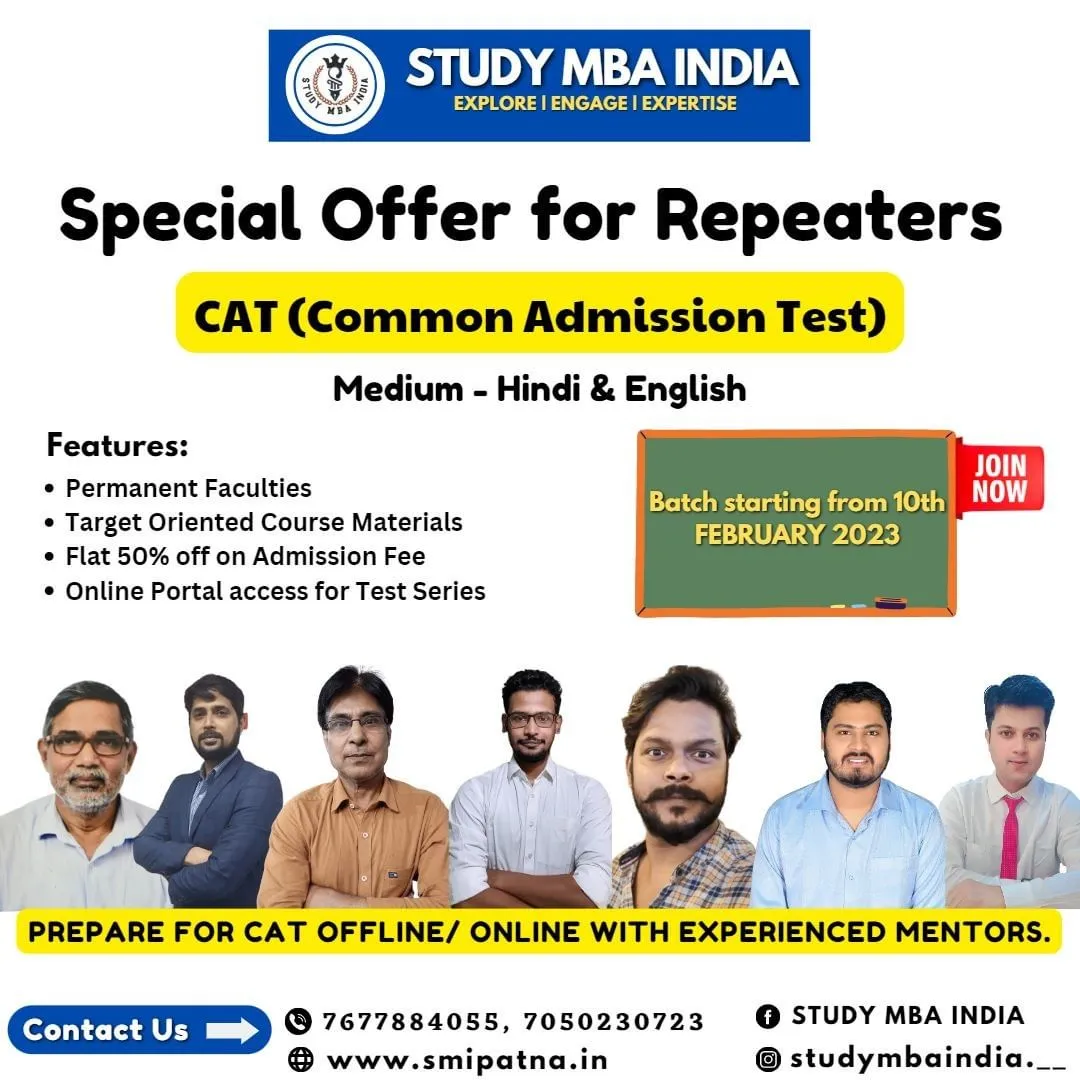 STUDY MBA INDIA
STUDY MBA INDIA
EXPLORE | ENGAGE | EXPERTISE
Special Offer for Repeaters
CAT (Common Admission Test)
Medium - Hindi & English
Features:
• Permanent Faculties
• Target Oriented Course Materials
• Flat 50% off on Admission Fee
• Online Portal access for Test Series
Batch starting from 10th
FEBRUARY 2023
JOIN
NOW
PREPARE FOR CAT OFFLINE/ ONLINE WITH EXPERIENCED MENTORS.
Contact Us
7677884055, 7050230723
www.smipatna.in
STUDY MBA INDIA
studymbaindia.__